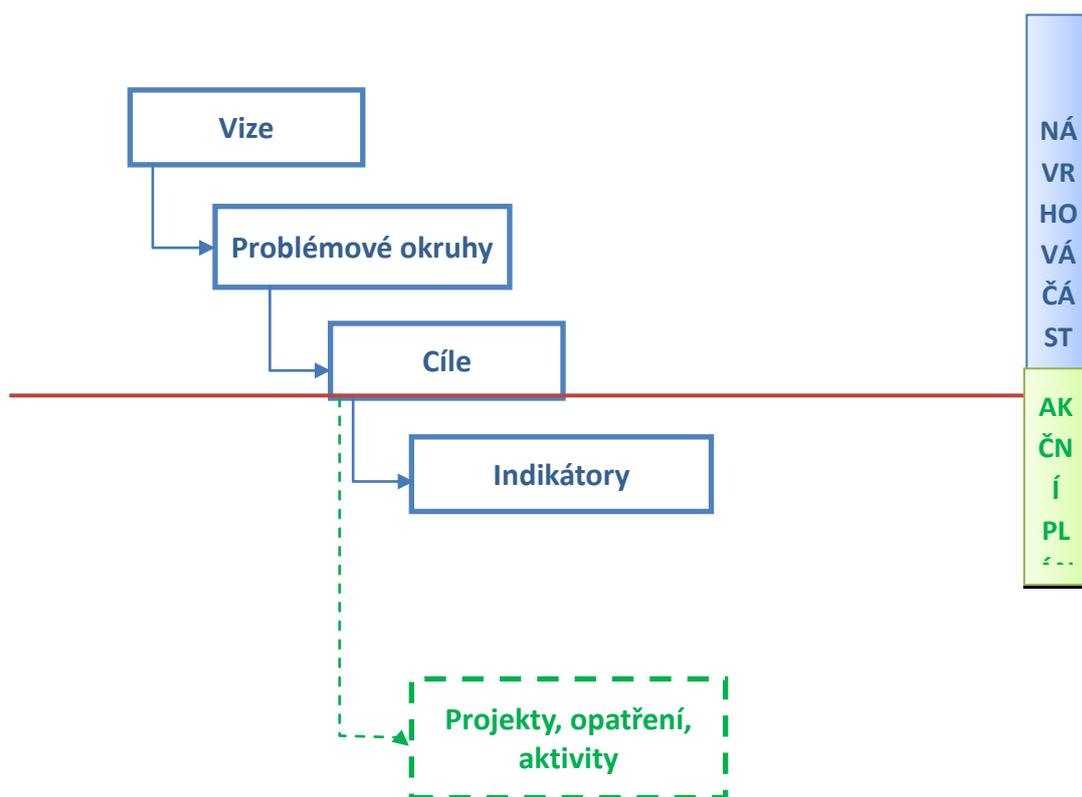 Vize
Problémové okruhy
Cíle
Indikátory
Projekty, opatření,
aktivity
NÁ
VR
HO
VÁ
ČÁ
ST
AK
ČN
Í
PL